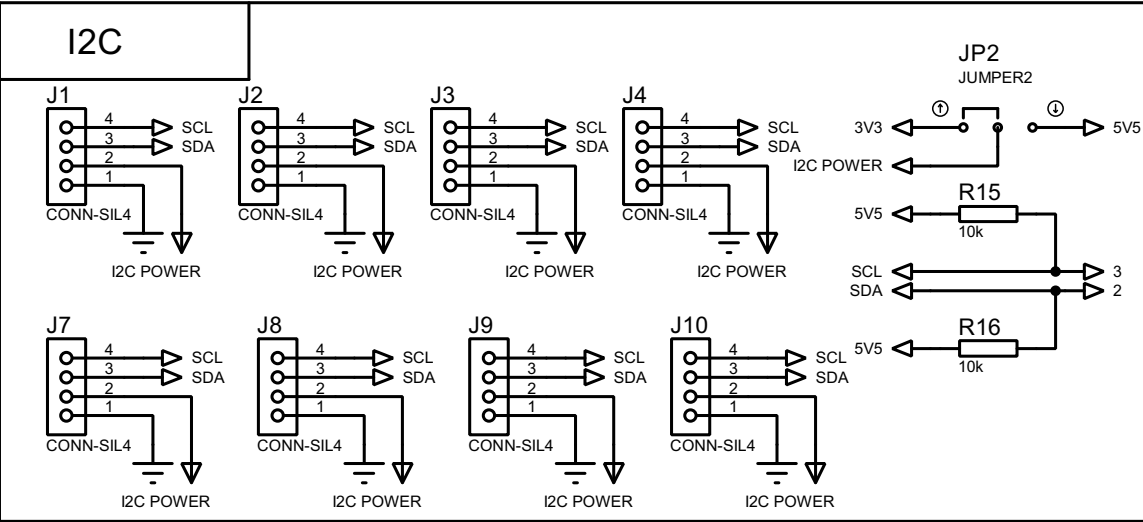 I2C
JP2
JUMPER2
J1
J2
J3
J4
4
SCL
4
SCL
4
SCL
4
SCL
3V3
5V5
3
SDA
3
SDA
3
SDA
3
SDA
2
2
2
2
I2C POWER
1
1
1
1
R15
CONN-SIL4
CONN-SIL4
CONN-SIL4
CONN-SIL4
5V5
10k
I2C POWER
I2C POWER
I2C POWER
I2C POWER
SCL
3
SDA
2
J7
J8
J9
J10
R16
4
SCL
4
SCL
4
SCL
4
SCL
5V5
10k
3
SDA
3
SDA
3
SDA
3
SDA
2
2
2
2
1
1
1
1
CONN-SIL4
CONN-SIL4
CONN-SIL4
CONN-SIL4
I2C POWER
I2C POWER
I2C POWER
I2C POWER